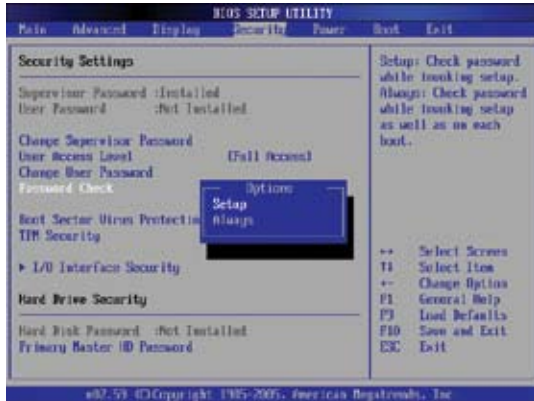 BIOS SETUP UTILITY
Main Advanced Display Security Power Boot Exit
Security Settings
Supervisor Password :Installed
User Password :Not Installed
Change Supervisor Password
User Access Level [Full Access]
Change User Password
Password Check
Boot Sector Virus Protection
TPM Security
▶ I/O Interface Security
Hard Drive Security
Hard Disk Password :Not Installed
Primary Master HD Password
Options
Setup
Always
Setup: Check password
while invoking setup.
Always: Check password
while invoking setup
as well as on each
boot.
↔ Select Screen
↑↓ Select Item
+- Change Option
F1 General Help
F9 Load Defaults
F10 Save and Exit
ESC Exit
v02.59 (C)Copyright 1985-2005, American Megatrends, Inc